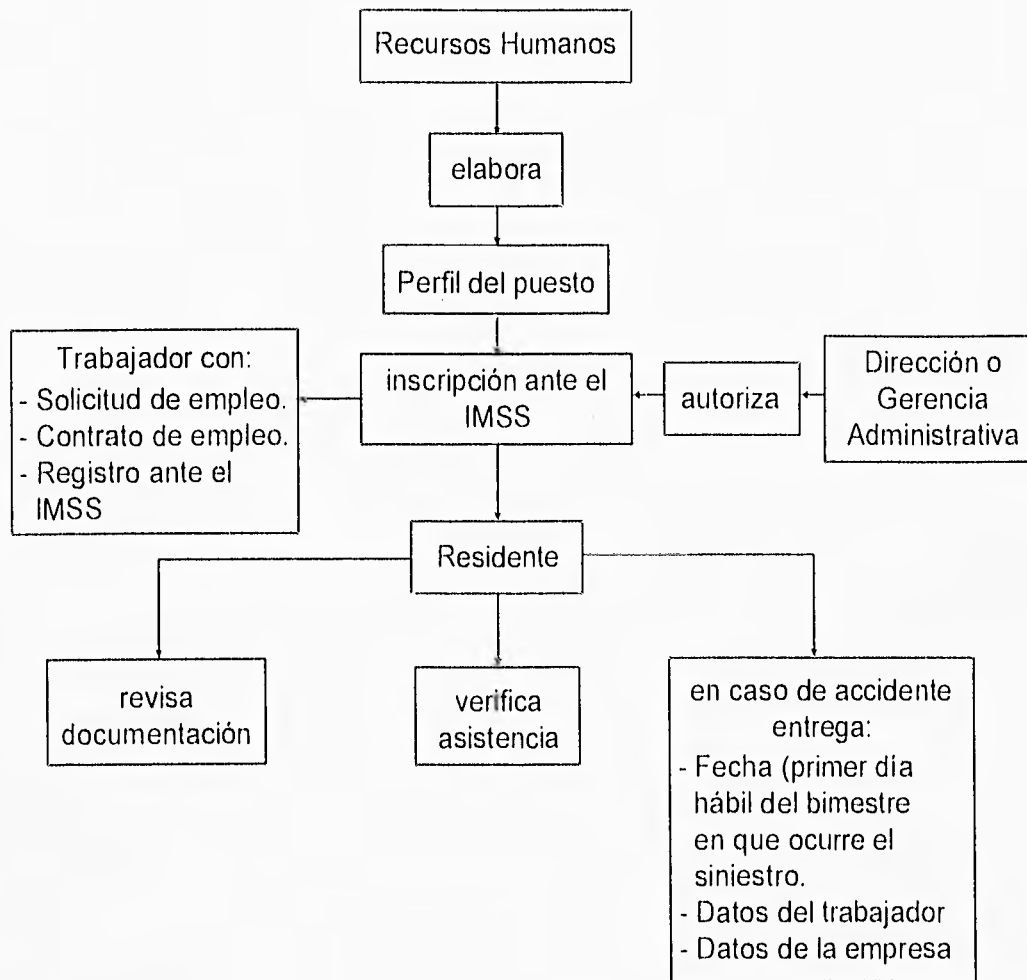 Recursos Humanos
elabora
Perfil del puesto
Trabajador con:
- Solicitud de empleo.
- Contrato de empleo.
- Registro ante el
IMSS
inscripción ante el
IMSS
autoriza
Dirección o
Gerencia
Administrativa
Residente
revisa
documentación
verifica
asistencia
en caso de accidente
entrega:
- Fecha (primer día
hábil del bimestre
en que ocurre el
siniestro.
- Datos del trabajador
- Datos de la empresa